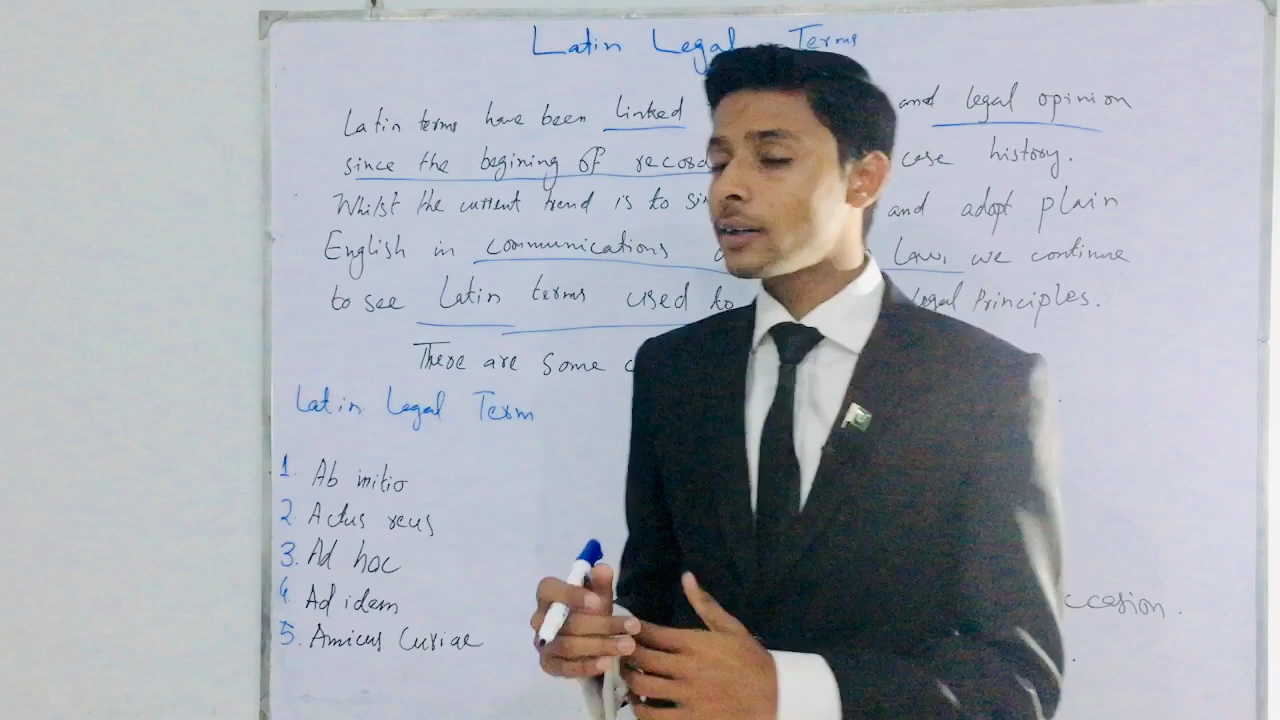 Latin Legal Terms
Latin terms have been linked and legal opinion
since the begining of case history.
Whilst the current trend is to and adopt plain
English in communications Law, we continue
to see Latin terms used to legal Principles.
There are some
Latin Legal Term
1. Ab initio
2. Actus reus
3. Ad hoc
4. Ad idem
5. Amicus Curiae